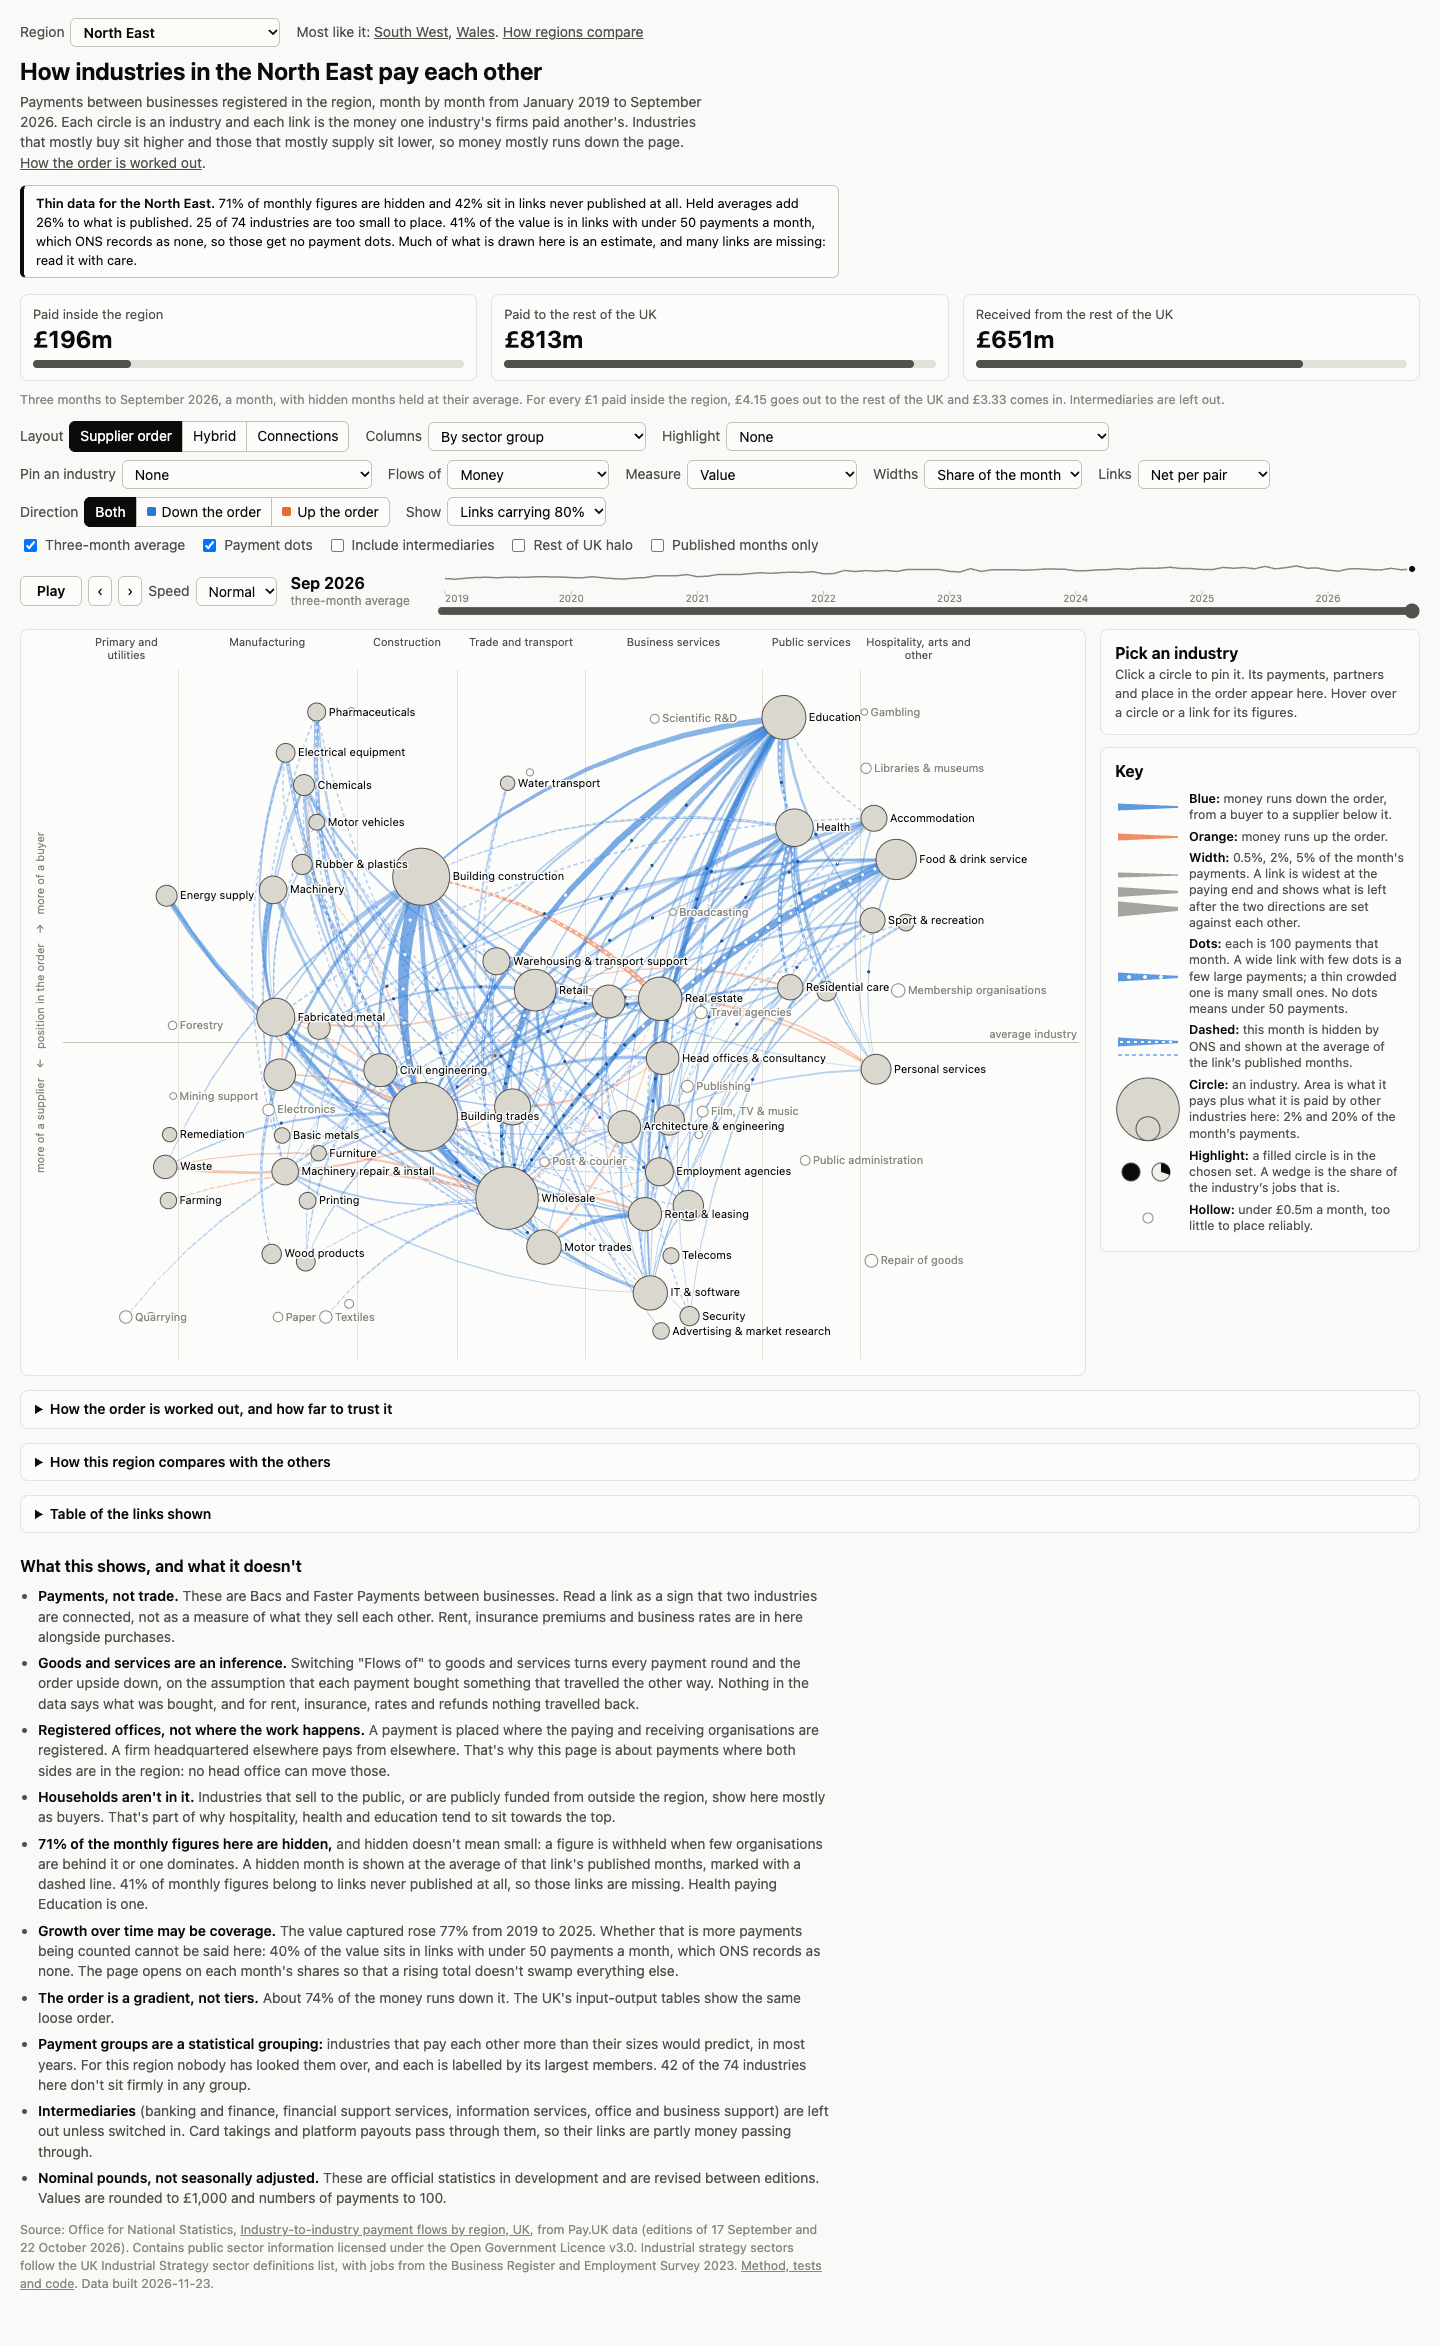 Region North East Most like it: South West, Wales. How regions compare
How industries in the North East pay each other
Payments between businesses registered in the region, month by month from January 2019 to September
2026. Each circle is an industry and each link is the money one industry's firms paid another's. Industries
that mostly buy sit higher and those that mostly supply sit lower, so money mostly runs down the page.
How the order is worked out.
Thin data for the North East. 71% of monthly figures are hidden and 42% sit in links never published at all. Held averages add
26% to what is published. 25 of 74 industries are too small to place. 41% of the value is in links with under 50 payments a month,
which ONS records as none, so those get no payment dots. Much of what is drawn here is an estimate, and many links are missing:
read it with care.
Paid inside the region
£196m
Paid to the rest of the UK
£813m
Received from the rest of the UK
£651m
Three months to September 2026, a month, with hidden months held at their average. For every £1 paid inside the region, £4.15 goes out to the rest of the UK and £3.33 comes in. Intermediaries are left out.
Layout Supplier order Hybrid Connections Columns By sector group Highlight None
Pin an industry None Flows of Money Measure Value Widths Share of the month Links Net per pair
Direction Both Down the order Up the order Show Links carrying 80%
Three-month average Payment dots Include intermediaries Rest of UK halo Published months only
Play ‹ › Speed Normal Sep 2026
three-month average
2019 2020 2021 2022 2023 2024 2025 2026
Primary and
utilities
Manufacturing
Construction
Trade and transport
Business services
Public services
Hospitality, arts and
other
more of a supplier ← position in the order → more of a buyer
Pharmaceuticals
Scientific R&D
Education
Gambling
Electrical equipment
Libraries & museums
Chemicals
Water transport
Motor vehicles
Health
Accommodation
Rubber & plastics
Building construction
Food & drink service
Energy supply
Machinery
Broadcasting
Sport & recreation
Warehousing & transport support
Retail
Real estate
Residential care
Membership organisations
Travel agencies
Fabricated metal
Forestry
average industry
Head offices & consultancy
Civil engineering
Personal services
Publishing
Mining support
Electronics
Building trades
Film, TV & music
Architecture & engineering
Remediation
Basic metals
Furniture
Post & courier
Public administration
Waste
Machinery repair & install
Employment agencies
Farming
Printing
Wholesale
Rental & leasing
Motor trades
Wood products
Telecoms
Repair of goods
IT & software
Quarrying
Paper
Textiles
Security
Advertising & market research
Pick an industry
Click a circle to pin it. Its payments, partners
and place in the order appear here. Hover over
a circle or a link for its figures.
Key
Blue: money runs down the order,
from a buyer to a supplier below it.
Orange: money runs up the order.
Width: 0.5%, 2%, 5% of the month's
payments. A link is widest at the
paying end and shows what is left
after the two directions are set
against each other.
Dots: each is 100 payments that
month. A wide link with few dots is a
few large payments; a thin crowded
one is many small ones. No dots
means under 50 payments.
Dashed: this month is hidden by
ONS and shown at the average of
the link's published months.
Circle: an industry. Area is what it
pays plus what it is paid by other
industries here: 2% and 20% of the
month's payments.
Highlight: a filled circle is in the
chosen set. A wedge is the share of
the industry's jobs that is.
Hollow: under £0.5m a month, too
little to place reliably.
How the order is worked out, and how far to trust it
How this region compares with the others
Table of the links shown
What this shows, and what it doesn't
Payments, not trade. These are Bacs and Faster Payments between businesses. Read a link as a sign that two industries
are connected, not as a measure of what they sell each other. Rent, insurance premiums and business rates are in here
alongside purchases.
Goods and services are an inference. Switching "Flows of" to goods and services turns every payment round and the
order upside down, on the assumption that each payment bought something that travelled the other way. Nothing in the
data says what was bought, and for rent, insurance, rates and refunds nothing travelled back.
Registered offices, not where the work happens. A payment is placed where the paying and receiving organisations are
registered. A firm headquartered elsewhere pays from elsewhere. That's why this page is about payments where both
sides are in the region: no head office can move those.
Households aren't in it. Industries that sell to the public, or are publicly funded from outside the region, show here mostly
as buyers. That's part of why hospitality, health and education tend to sit towards the top.
71% of the monthly figures here are hidden, and hidden doesn't mean small: a figure is withheld when few organisations
are behind it or one dominates. A hidden month is shown at the average of that link's published months, marked with a
dashed line. 41% of monthly figures belong to links never published at all, so those links are missing. Health paying
Education is one.
Growth over time may be coverage. The value captured rose 77% from 2019 to 2025. Whether that is more payments
being counted cannot be said here: 40% of the value sits in links with under 50 payments a month, which ONS records as
none. The page opens on each month's shares so that a rising total doesn't swamp everything else.
The order is a gradient, not tiers. About 74% of the money runs down it. The UK's input-output tables show the same
loose order.
Payment groups are a statistical grouping: industries that pay each other more than their sizes would predict, in most
years. For this region nobody has looked them over, and each is labelled by its largest members. 42 of the 74 industries
here don't sit firmly in any group.
Intermediaries (banking and finance, financial support services, information services, office and business support) are left
out unless switched in. Card takings and platform payouts pass through them, so their links are partly money passing
through.
Nominal pounds, not seasonally adjusted. These are official statistics in development and are revised between editions.
Values are rounded to £1,000 and numbers of payments to 100.
Source: Office for National Statistics, Industry-to-industry payment flows by region, UK, from Pay.UK data (editions of 17 September and
22 October 2026). Contains public sector information licensed under the Open Government Licence v3.0. Industrial strategy sectors
follow the UK Industrial Strategy sector definitions list, with jobs from the Business Register and Employment Survey 2023. Method, tests
and code. Data built 2026-11-23.